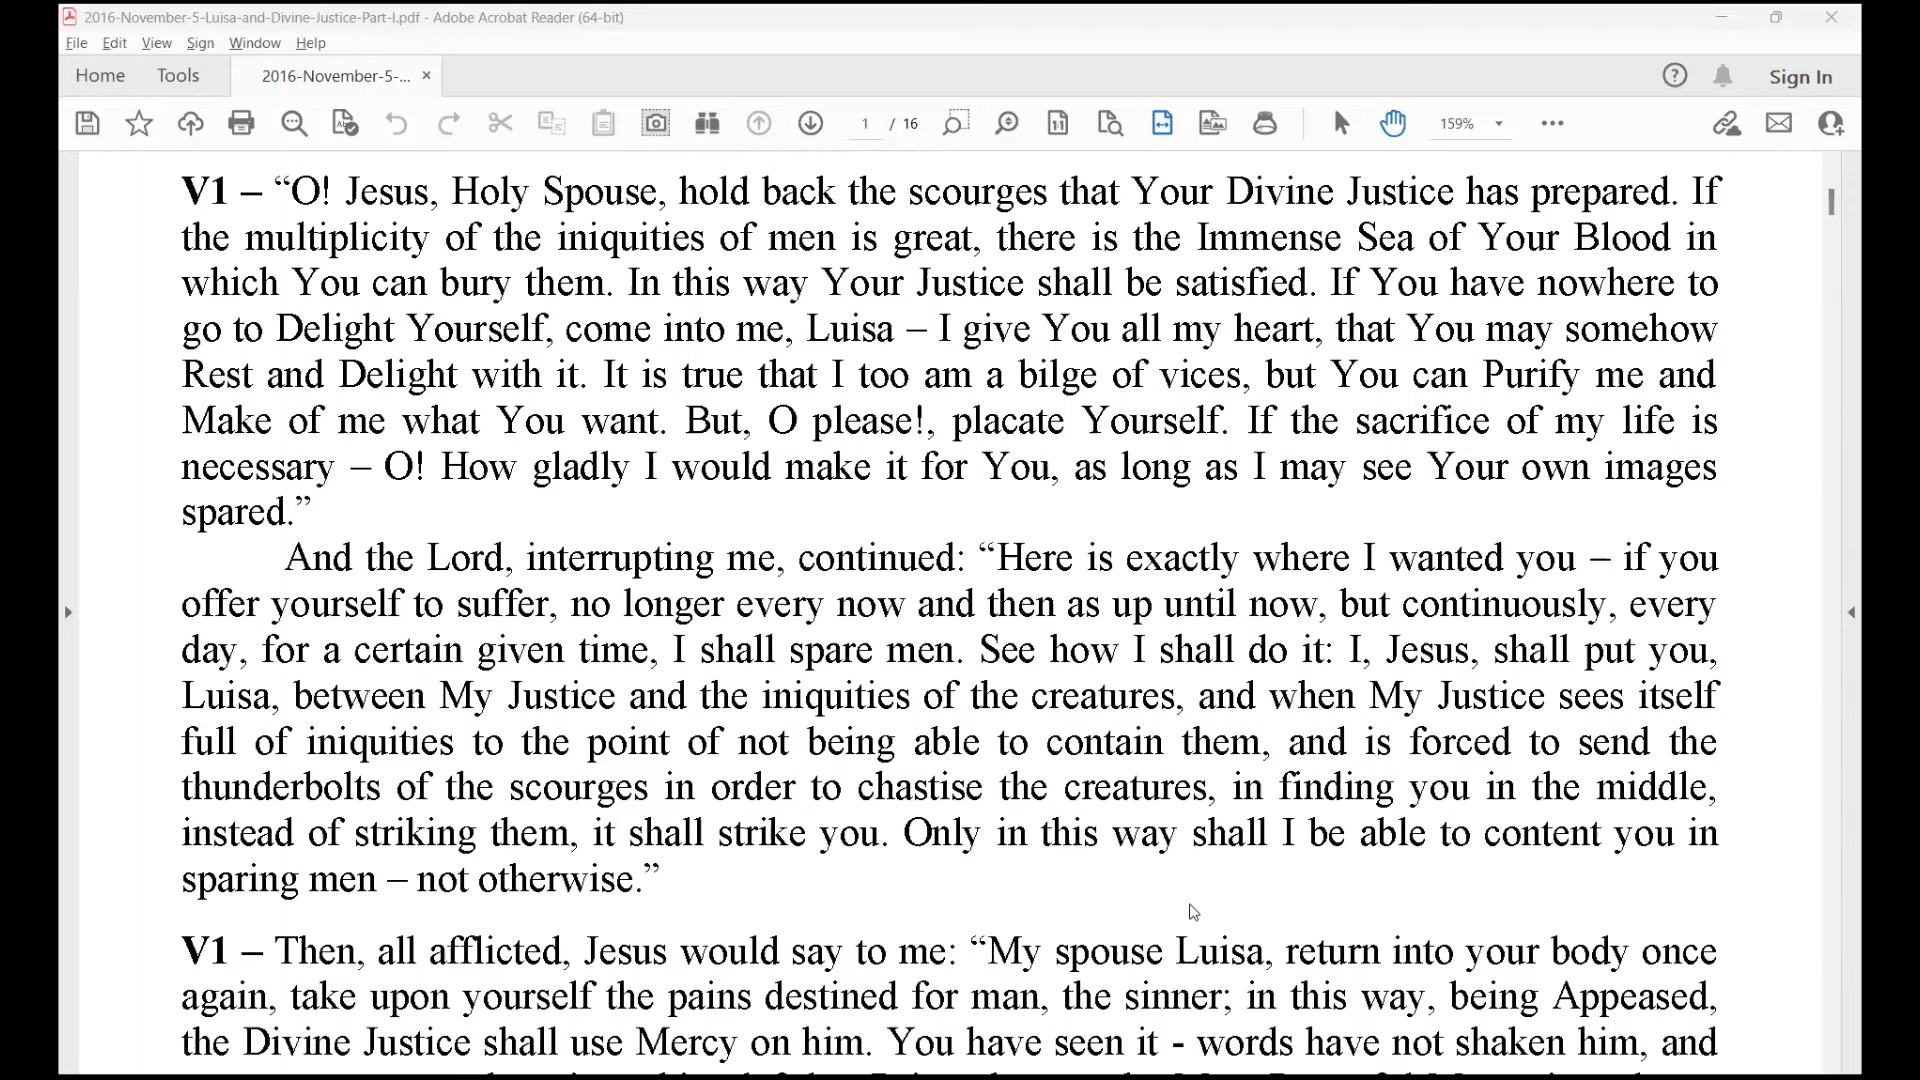 2016-November-5-Luisa-and-Divine-Justice-Part-I.pdf - Adobe Acrobat Reader (64-bit)
File Edit View Sign Window Help
Home Tools 2016-November-5-... × Sign In
1 / 16 159%
V1 – “O! Jesus, Holy Spouse, hold back the scourges that Your Divine Justice has prepared. If
the multiplicity of the iniquities of men is great, there is the Immense Sea of Your Blood in
which You can bury them. In this way Your Justice shall be satisfied. If You have nowhere to
go to Delight Yourself, come into me, Luisa – I give You all my heart, that You may somehow
Rest and Delight with it. It is true that I too am a bilge of vices, but You can Purify me and
Make of me what You want. But, O please!, placate Yourself. If the sacrifice of my life is
necessary – O! How gladly I would make it for You, as long as I may see Your own images
spared.”
And the Lord, interrupting me, continued: “Here is exactly where I wanted you – if you
offer yourself to suffer, no longer every now and then as up until now, but continuously, every
day, for a certain given time, I shall spare men. See how I shall do it: I, Jesus, shall put you,
Luisa, between My Justice and the iniquities of the creatures, and when My Justice sees itself
full of iniquities to the point of not being able to contain them, and is forced to send the
thunderbolts of the scourges in order to chastise the creatures, in finding you in the middle,
instead of striking them, it shall strike you. Only in this way shall I be able to content you in
sparing men – not otherwise.”
V1 – Then, all afflicted, Jesus would say to me: “My spouse Luisa, return into your body once
again, take upon yourself the pains destined for man, the sinner; in this way, being Appeased,
the Divine Justice shall use Mercy on him. You have seen it - words have not shaken him, and